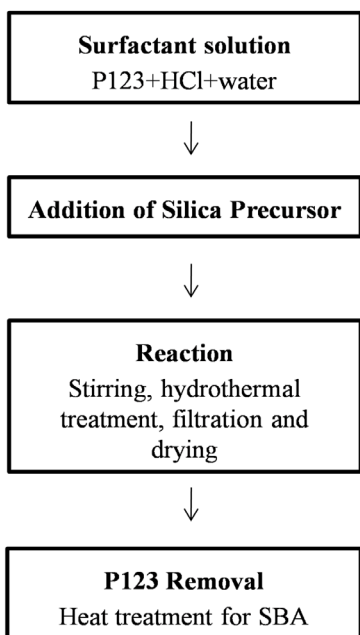 Surfactant solution
P123+HCl+water
Addition of Silica Precursor
Reaction
Stirring, hydrothermal
treatment, filtration and
drying
P123 Removal
Heat treatment for SBA